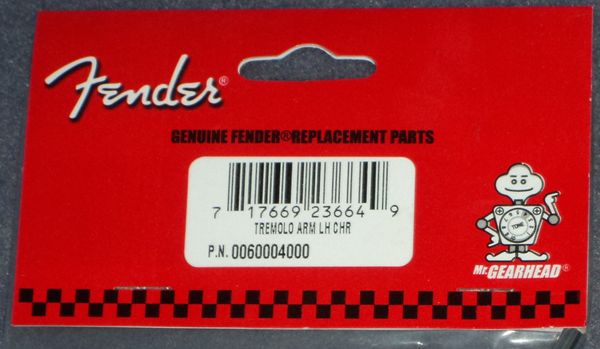 Fender®
GENUINE FENDER®REPLACEMENT PARTS
7 17669 23664 9
TREMOLO ARM LH CHR
P.N. 0060004000
TONE
Mr. GEARHEAD®